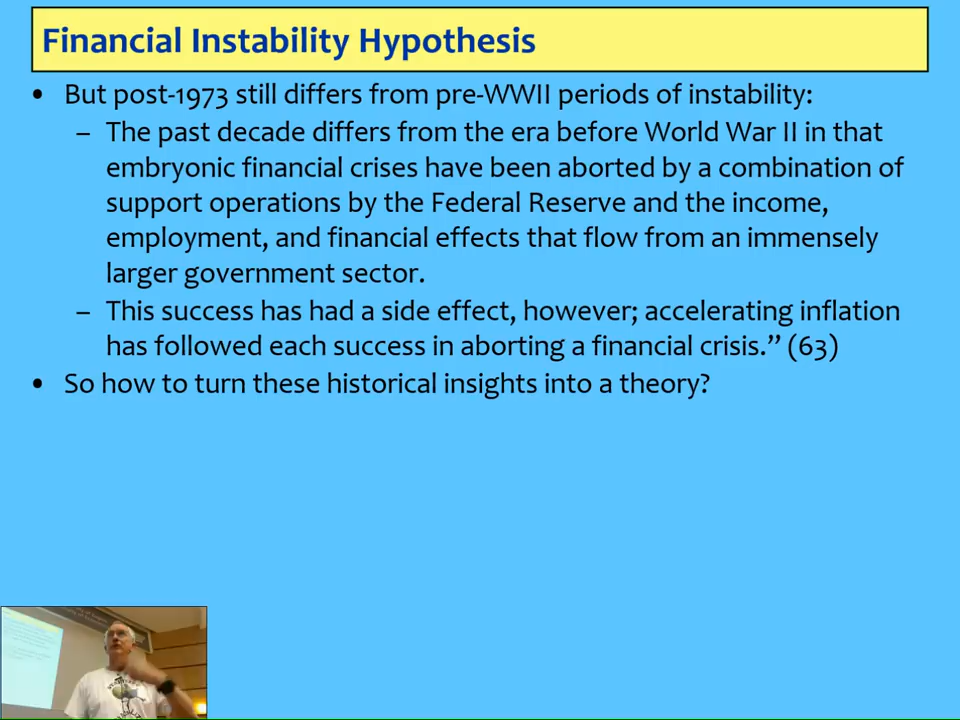 Financial Instability Hypothesis
• But post-1973 still differs from pre-WWII periods of instability:
– The past decade differs from the era before World War II in that
embryonic financial crises have been aborted by a combination of
support operations by the Federal Reserve and the income,
employment, and financial effects that flow from an immensely
larger government sector.
– This success has had a side effect, however; accelerating inflation
has followed each success in aborting a financial crisis.” (63)
• So how to turn these historical insights into a theory?